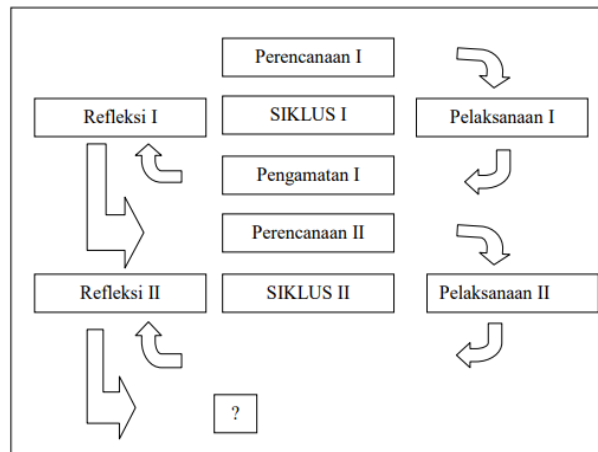 Perencanaan I
Refleksi I
SIKLUS I
Pelaksanaan I
Pengamatan I
Perencanaan II
Refleksi II
SIKLUS II
Pelaksanaan II
?